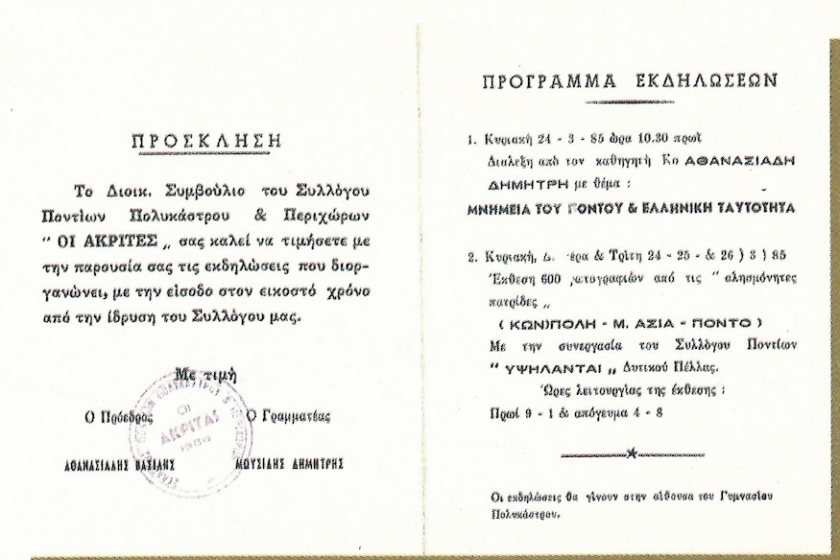 ΠΡΟΣΚΛΗΣΗ
Το Διοικ. Συμβούλιο του Συλλόγου
Ποντίων Πολυκάστρου & Περιχώρων
“ ΟΙ ΑΚΡΙΤΕΣ „ σας καλεί να τιμήσετε με
την παρουσία σας τις εκδηλώσεις που διορ-
γανώνει, με την είσοδο στον εικοστό χρόνο
από την ίδρυση του Συλλόγου μας.
Με τιμή
Ο Πρόεδρος Ο Γραμματέας
ΑΘΑΝΑΣΙΑΔΗΣ ΒΑΣΙΛΗΣ ΜΩΥΣΙΔΗΣ ΔΗΜΗΤΡΗΣ
ΟΙ
ΑΚΡΙΤΑΙ
1964
ΠΡΟΓΡΑΜΜΑ ΕΚΔΗΛΩΣΕΩΝ
1. Κυριακή 24 - 3 - 85 ώρα 10.30 πρωί
Διαλεξη από τον καθηγητή Κο ΑΘΑΝΑΣΙΑΔΗ
ΔΗΜΗΤΡΗ με θέμα :
ΜΝΗΜΕΙΑ ΤΟΥ ΠΟΝΤΟΥ & ΕΛΛΗΝΙΚΗ ΤΑΥΤΟΤΗΤΑ
2. Κυριακή, & Τρίτη 24 - 25 - & 26 ) 3 ) 85
Έκθεση 600 φωτογραφιών από τις “ αλησμόνητες
πατρίδες „
( ΚΩΝ)ΠΟΛΗ - Μ. ΑΣΙΑ - ΠΟΝΤΟ )
Με την συνεργασία του Συλλόγου Ποντίων
“ ΥΨΗΛΑΝΤΑΙ „ Δυτικού Πέλλας.
Ώρες λειτουργίας της έκθεσης :
Πρωί 9 - 1 & απόγευμα 4 - 8
Οι εκδηλώσεις θα γίνουν στην αίθουσα του Γυμνασίου
Πολυκάστρου.